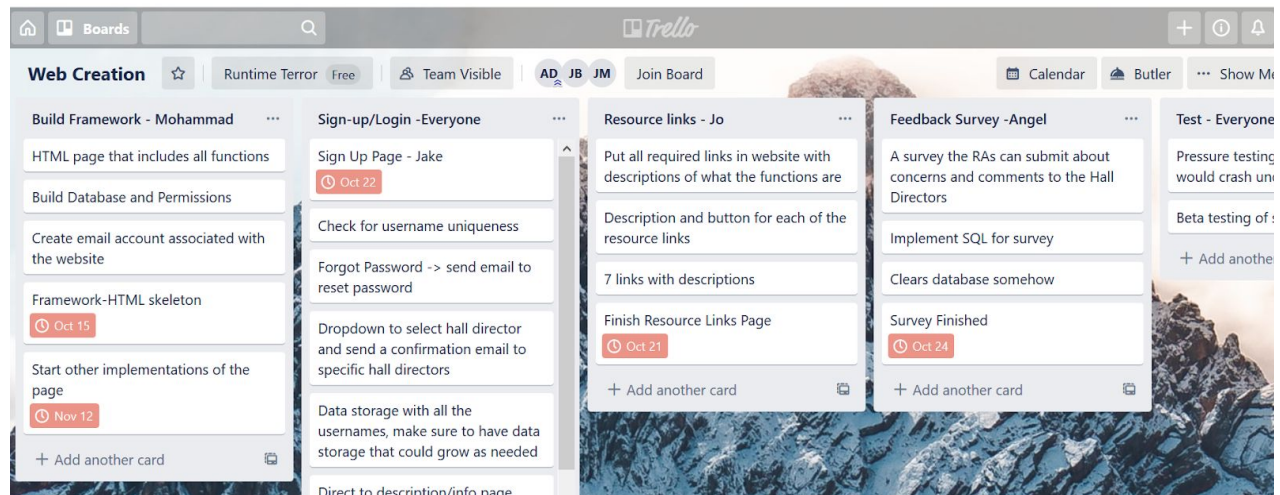 Boards
Trello
Web Creation
Runtime Terror Free
Team Visible
AD JB JM
Join Board
Calendar
Butler
Show Me
Build Framework - Mohammad
HTML page that includes all functions
Build Database and Permissions
Create email account associated with
the website
Framework-HTML skeleton
Oct 15
Start other implementations of the
page
Nov 12
+ Add another card
Sign-up/Login -Everyone
Sign Up Page - Jake
Oct 22
Check for username uniqueness
Forgot Password -> send email to
reset password
Dropdown to select hall director
and send a confirmation email to
specific hall directors
Data storage with all the
usernames, make sure to have data
storage that could grow as needed
Direct to description/info page
Resource links - Jo
Put all required links in website with
descriptions of what the functions are
Description and button for each of the
resource links
7 links with descriptions
Finish Resource Links Page
Oct 21
+ Add another card
Feedback Survey -Angel
A survey the RAs can submit about
concerns and comments to the Hall
Directors
Implement SQL for survey
Clears database somehow
Survey Finished
Oct 24
+ Add another card
Test - Everyone
Pressure testing
would crash un
Beta testing of
+ Add another